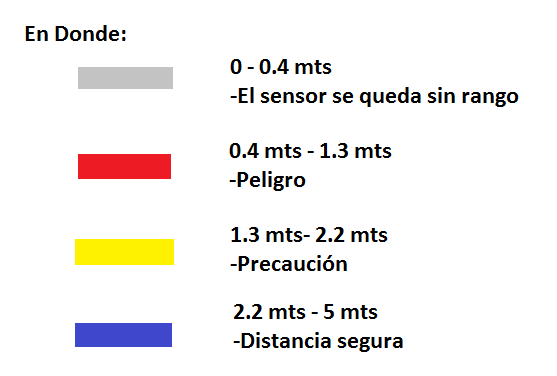 En Donde:
0 - 0.4 mts
-El sensor se queda sin rango
0.4 mts - 1.3 mts
-Peligro
1.3 mts- 2.2 mts
-Precaución
2.2 mts - 5 mts
-Distancia segura